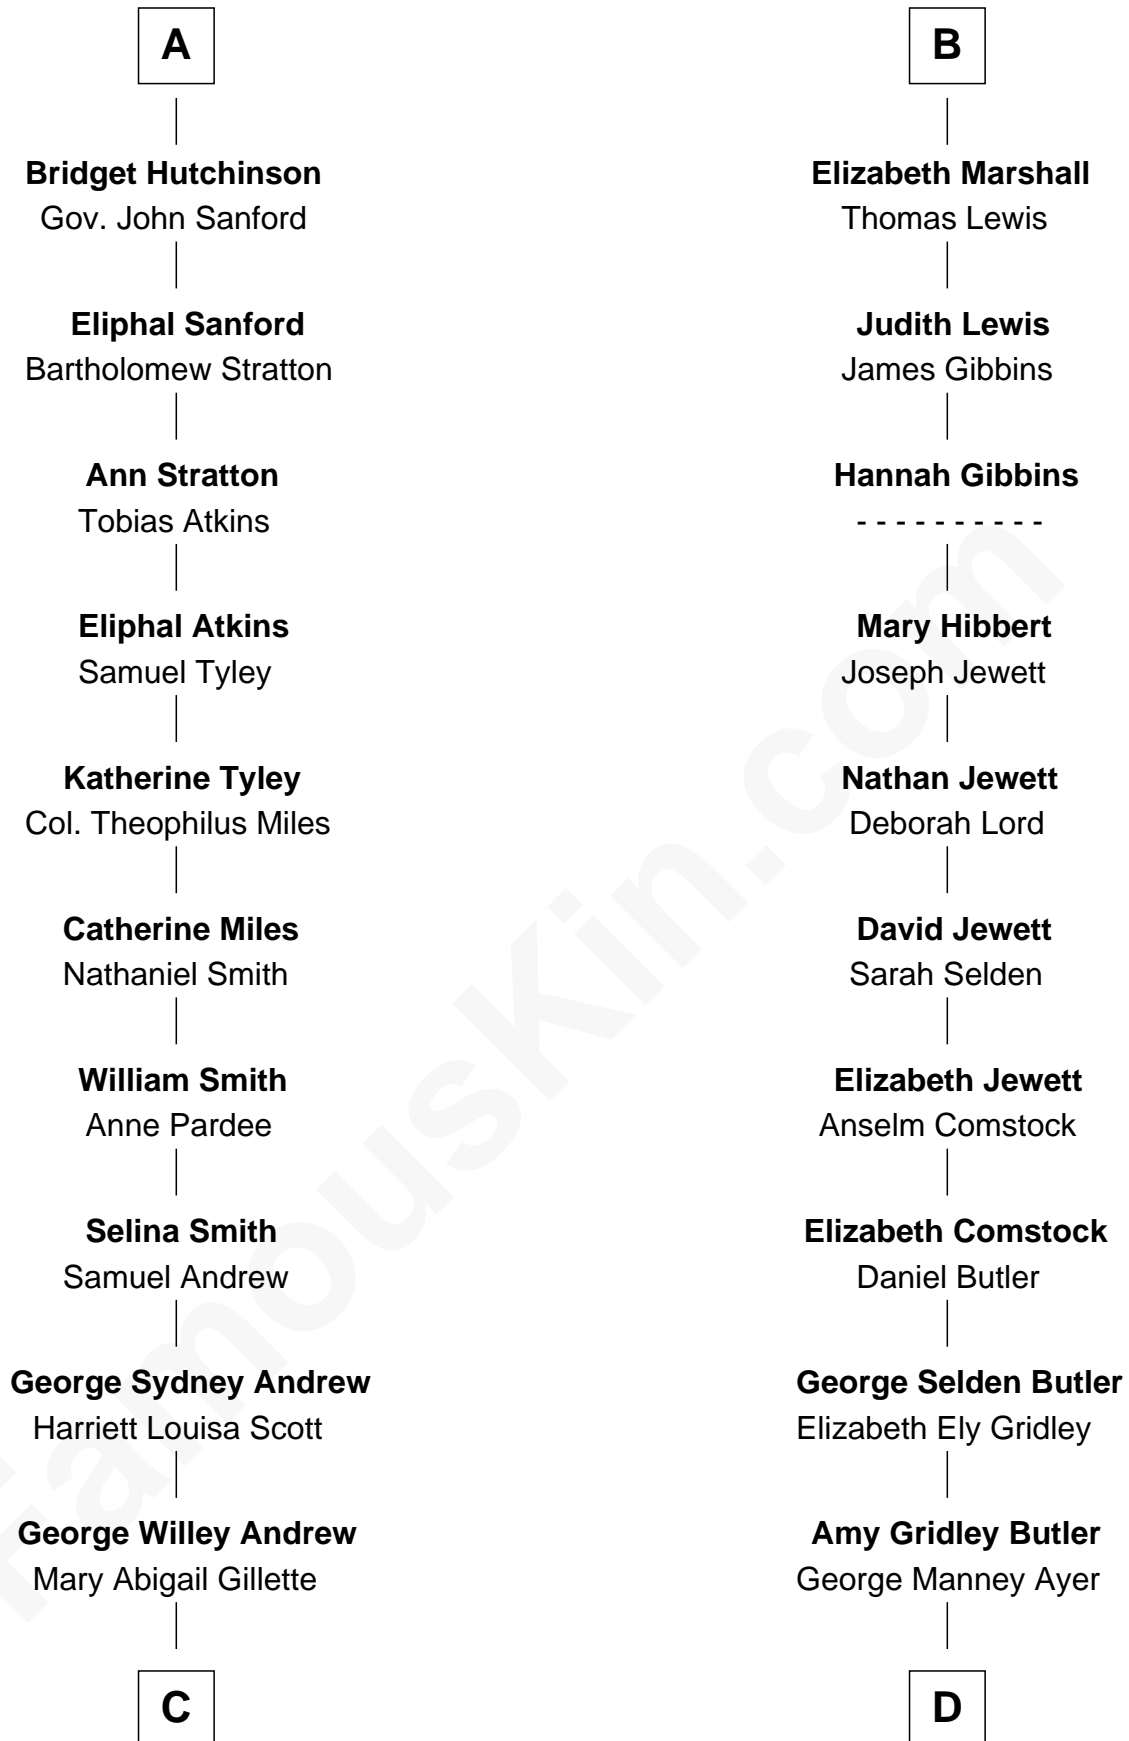 A
Bridget Hutchinson
Gov. John Sanford
Eliphal Sanford
Bartholomew Stratton
Ann Stratton
Tobias Atkins
Eliphal Atkins
Samuel Tyley
Katherine Tyley
Col. Theophilus Miles
Catherine Miles
Nathaniel Smith
William Smith
Anne Pardee
Selina Smith
Samuel Andrew
George Sydney Andrew
Harriett Louisa Scott
George Willey Andrew
Mary Abigail Gillette
C
B
Elizabeth Marshall
Thomas Lewis
Judith Lewis
James Gibbins
Hannah Gibbins
- - - - - - - - - -
Mary Hibbert
Joseph Jewett
Nathan Jewett
Deborah Lord
David Jewett
Sarah Selden
Elizabeth Jewett
Anselm Comstock
Elizabeth Comstock
Daniel Butler
George Selden Butler
Elizabeth Ely Gridley
Amy Gridley Butler
George Manney Ayer
D
FamousKin.com